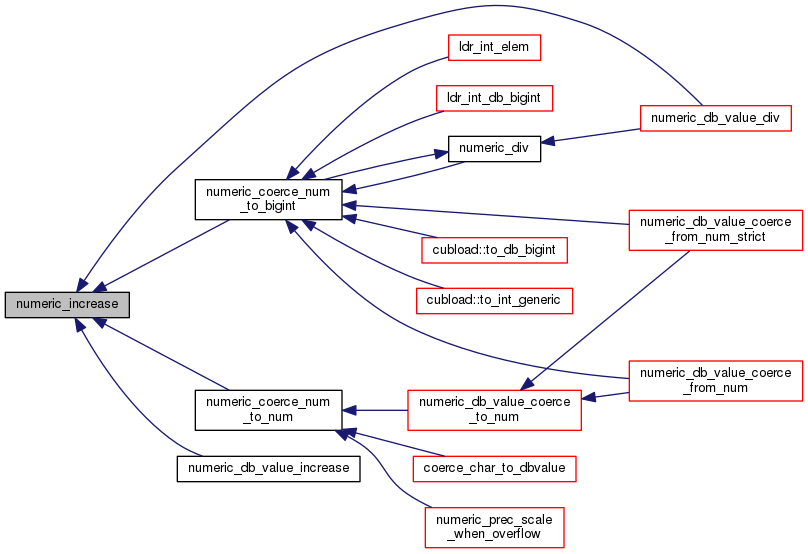 ldr_int_elem
ldr_int_db_bigint
numeric_db_value_div
numeric_div
numeric_coerce_num
_to_bigint
numeric_db_value_coerce
_from_num_strict
cubload::to_db_bigint
cubload::to_int_generic
numeric_increase
numeric_db_value_coerce
_from_num
numeric_coerce_num
_to_num
numeric_db_value_coerce
_to_num
numeric_db_value_increase
coerce_char_to_dbvalue
numeric_prec_scale
_when_overflow